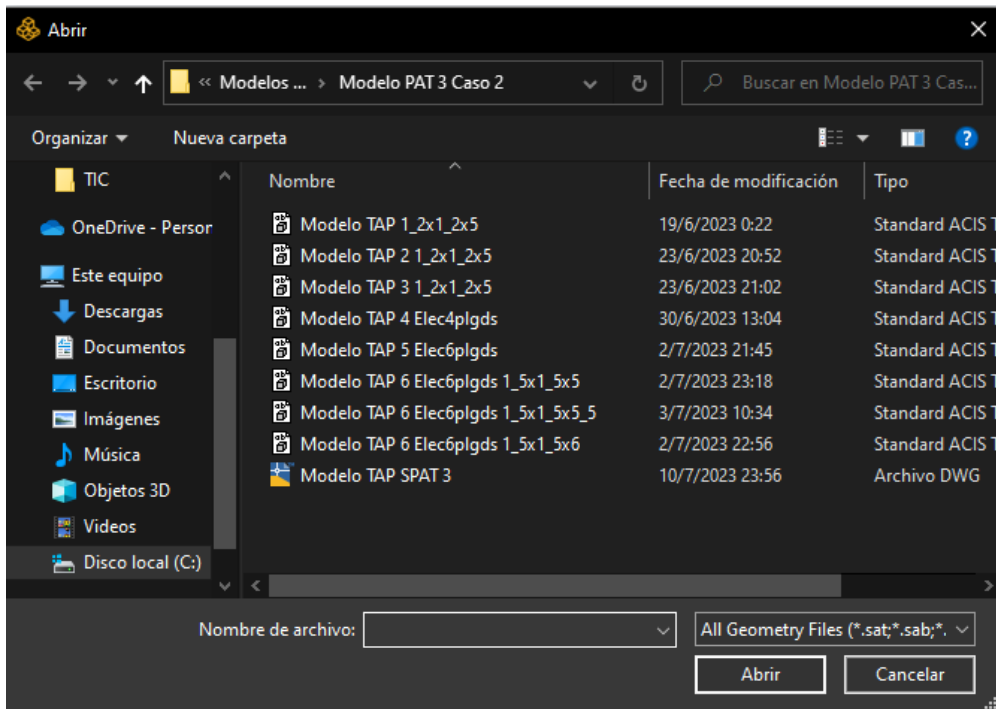 Abrir
« Modelos ... › Modelo PAT 3 Caso 2
Buscar en Modelo PAT 3 Cas...
Organizar
Nueva carpeta
TIC
OneDrive - Person
Este equipo
Descargas
Documentos
Escritorio
Imágenes
Música
Objetos 3D
Videos
Disco local (C:)
Nombre Fecha de modificación Tipo
Modelo TAP 1_2x1_2x5 19/6/2023 0:22 Standard ACIS T
Modelo TAP 2 1_2x1_2x5 23/6/2023 20:52 Standard ACIS T
Modelo TAP 3 1_2x1_2x5 23/6/2023 21:02 Standard ACIS T
Modelo TAP 4 Elec4plgds 30/6/2023 13:04 Standard ACIS T
Modelo TAP 5 Elec6plgds 2/7/2023 21:45 Standard ACIS T
Modelo TAP 6 Elec6plgds 1_5x1_5x5 2/7/2023 23:18 Standard ACIS T
Modelo TAP 6 Elec6plgds 1_5x1_5x5_5 3/7/2023 10:34 Standard ACIS T
Modelo TAP 6 Elec6plgds 1_5x1_5x6 2/7/2023 22:56 Standard ACIS T
Modelo TAP SPAT 3 10/7/2023 23:56 Archivo DWG
Nombre de archivo:
All Geometry Files (*.sat;*.sab;*.
Abrir
Cancelar